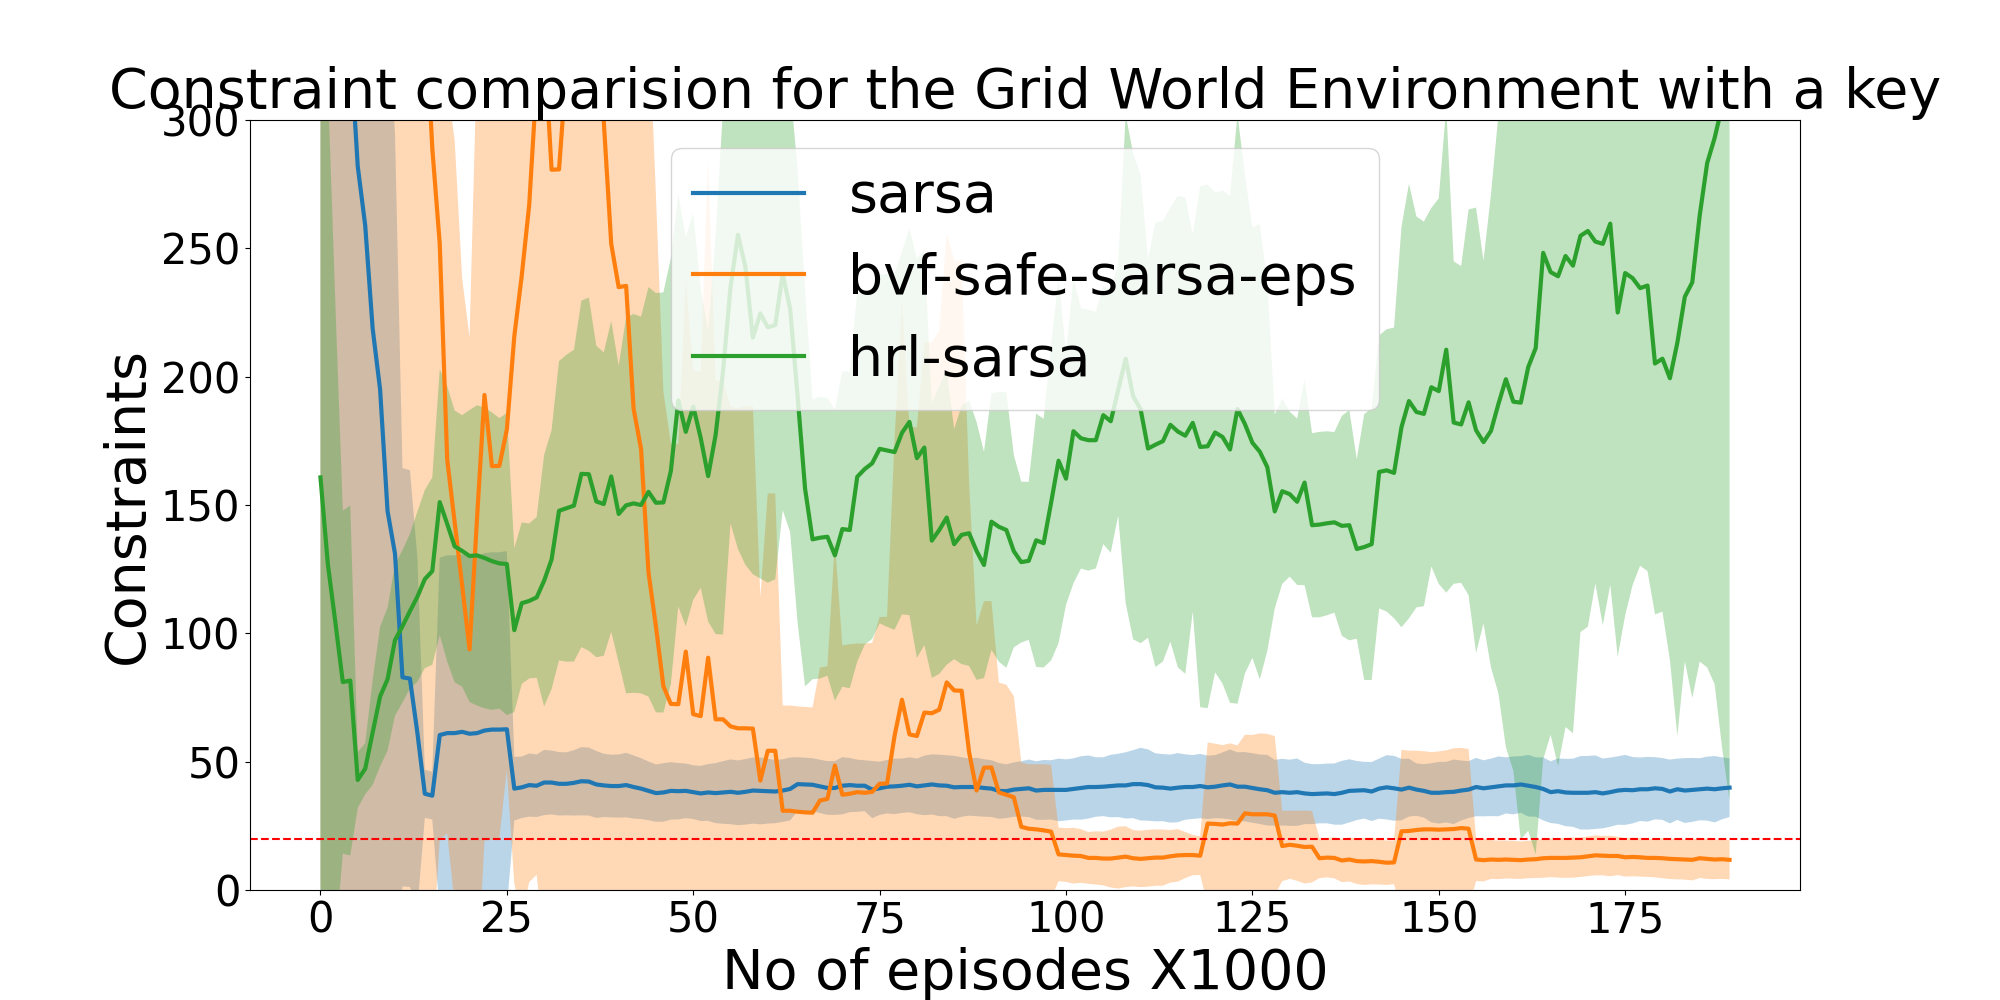 Constraint comparision for the Grid World Environment with a key
300
250
200
150
100
50
0
Constraints
sarsa
bvf-safe-sarsa-eps
hrl-sarsa
0 25 50 75 100 125 150 175
No of episodes X1000